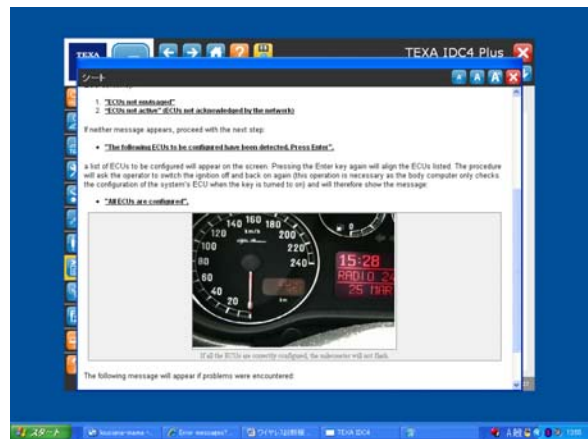 TEXA
TEXA IDC4 Plus
シート
A A A
1. "ECUs not envisaged"
2. "ECUs not active" (ECUs not acknowledged by the network)
If neither message appears, proceed with the next step:
• "The following ECUs to be configured have been detected. Press Enter".
a list of ECUs to be configured will appear on the screen. Pressing the Enter key again will align the ECUs listed. The procedure
will ask the operator to switch the ignition off and back on again (this operation is necessary as the body computer only checks
the configuration of the system's ECU when the key is turned to on) and will therefore show the message:
• "All ECUs are configured".
20 40 60 80 100 120 140 160 180 200 220 240
km/h
km
0
15:28
RADIO 24
25 MAR
If all the ECUs are correctly configured, the odometer will not flash.
The following message will appear if problems were encountered:
スタート
Error messages?
TEXA IDC4